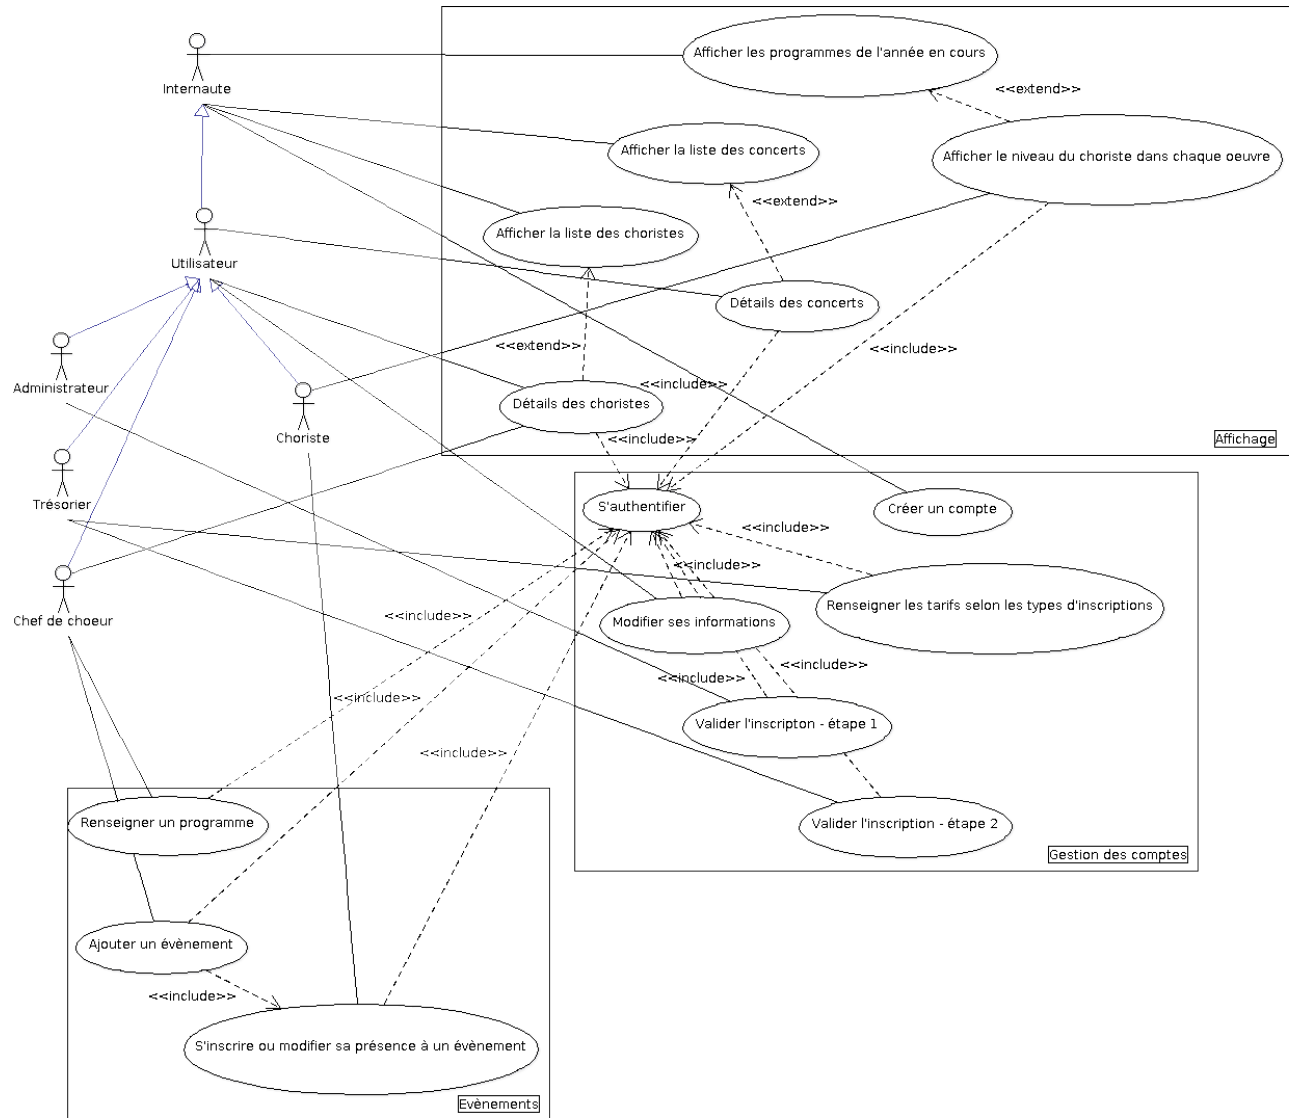 Internaute
Afficher les programmes de l'année en cours
<<extend>>
Afficher la liste des concerts
Afficher le niveau du choriste dans chaque oeuvre
<<extend>>
Afficher la liste des choristes
Utilisateur
Détails des concerts
<<extend>>
<<include>>
Administrateur
<<include>>
Détails des choristes
Choriste
<<include>>
Affichage
Trésorier
S'authentifier
Créer un compte
<<include>>
<<include>>
Chef de choeur
<<include>>
Renseigner les tarifs selon les types d'inscriptions
Modifier ses informations
<<include>>
<<include>>
<<include>>
Valider l'inscripton - étape 1
<<include>>
Renseigner un programme
Valider l'inscription - étape 2
Gestion des comptes
Ajouter un évènement
<<include>>
S'inscrire ou modifier sa présence à un évènement
Evènements